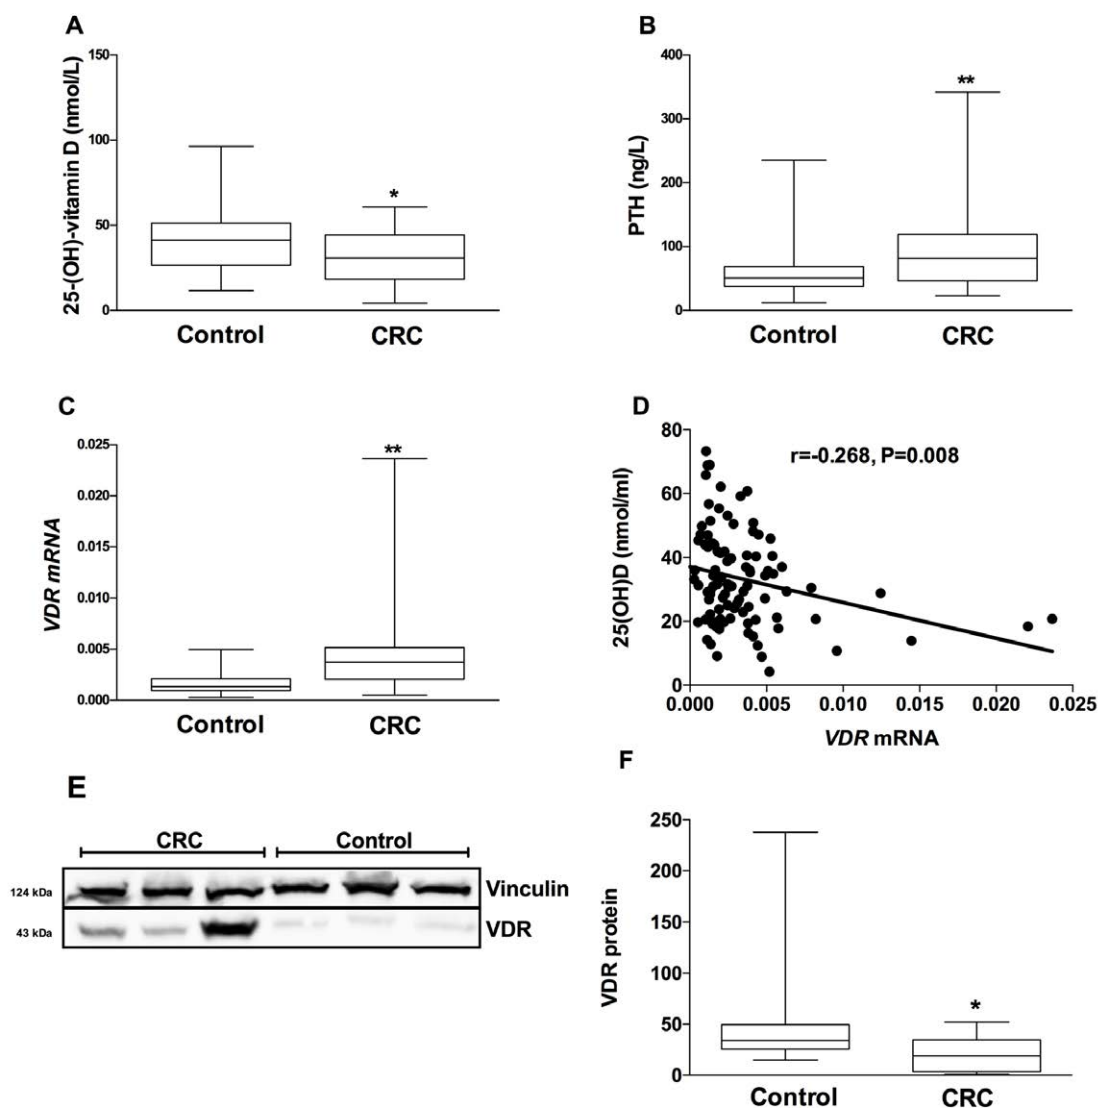 A
25-(OH)-vitamin D (nmol/L)
150
100
50
0
*
Control
CRC
B
PTH (ng/L)
400
300
200
100
0
**
Control
CRC
C
VDR mRNA
0.025
0.020
0.015
0.010
0.005
0.000
**
Control
CRC
D
25(OH)D (nmol/ml)
80
60
40
20
0
r=-0.268, P=0.008
0.000 0.005 0.010 0.015 0.020 0.025
VDR mRNA
E
CRC Control
124 kDa Vinculin
43 kDa VDR
F
VDR protein
250
200
150
100
50
0
*
Control
CRC